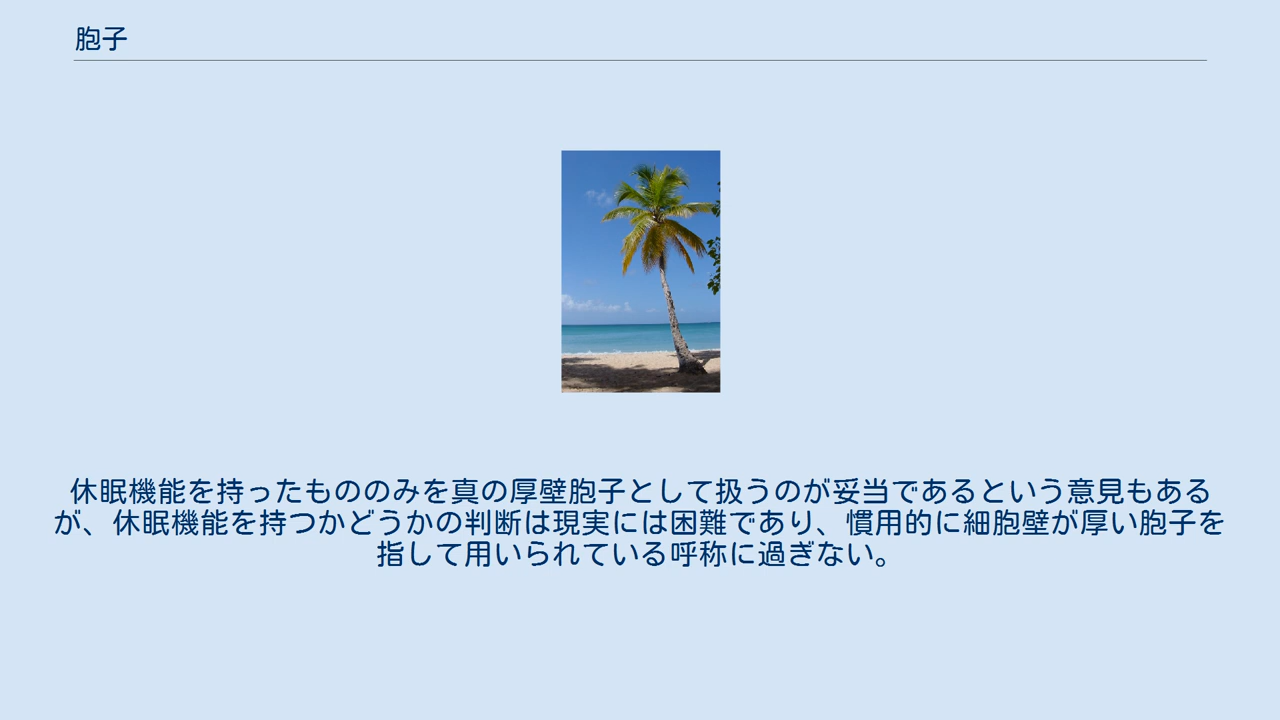 胞子
休眠機能を持ったもののみを真の厚壁胞子として扱うのが妥当であるという意見もある
が、休眠機能を持つかどうかの判断は現実には困難であり、慣用的に細胞壁が厚い胞子を
指して用いられている呼称に過ぎない。